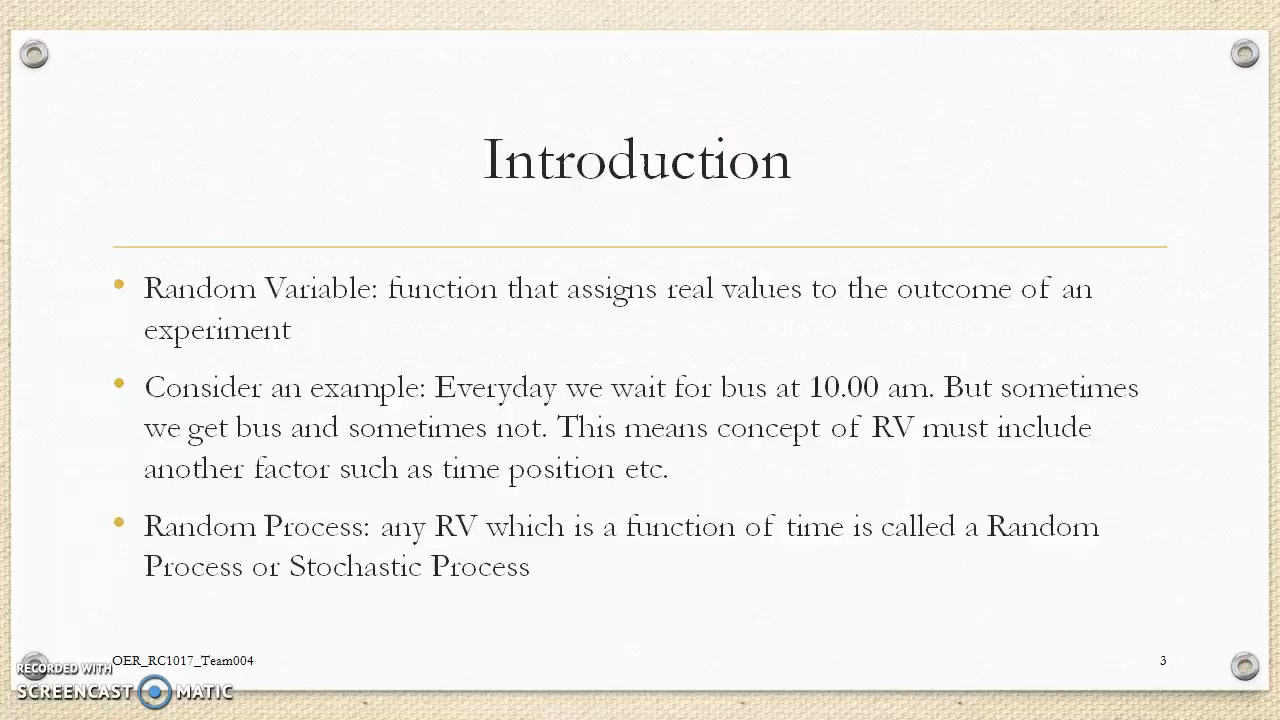 Introduction
• Random Variable: function that assigns real values to the outcome of an
experiment
• Consider an example: Everyday we wait for bus at 10.00 am. But sometimes
we get bus and sometimes not. This means concept of RV must include
another factor such as time position etc.
• Random Process: any RV which is a function of time is called a Random
Process or Stochastic Process
OER_RC1017_Team004
3
RECORDED WITH
SCREENCAST MATIC